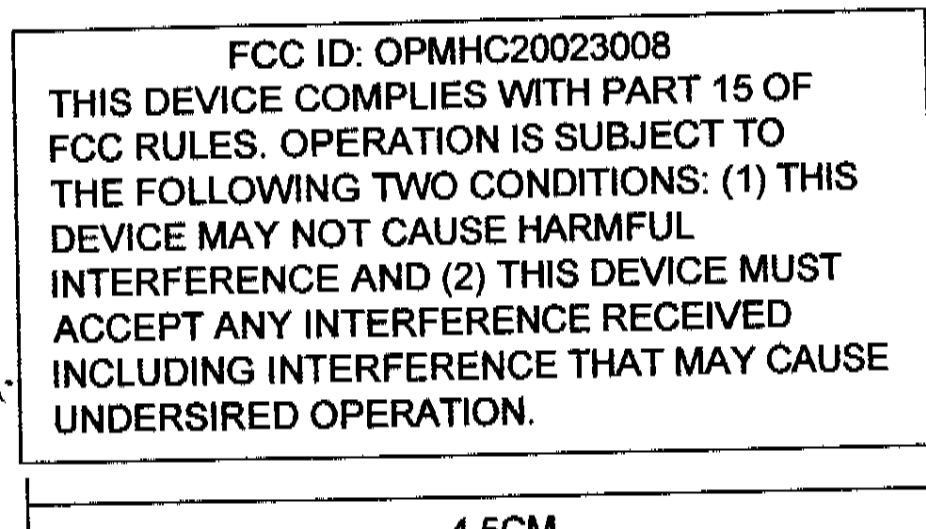 FCC ID: OPMHC20023008
THIS DEVICE COMPLIES WITH PART 15 OF
FCC RULES. OPERATION IS SUBJECT TO
THE FOLLOWING TWO CONDITIONS: (1) THIS
DEVICE MAY NOT CAUSE HARMFUL
INTERFERENCE AND (2) THIS DEVICE MUST
ACCEPT ANY INTERFERENCE RECEIVED
INCLUDING INTERFERENCE THAT MAY CAUSE
UNDERSIRED OPERATION.
4.5CM